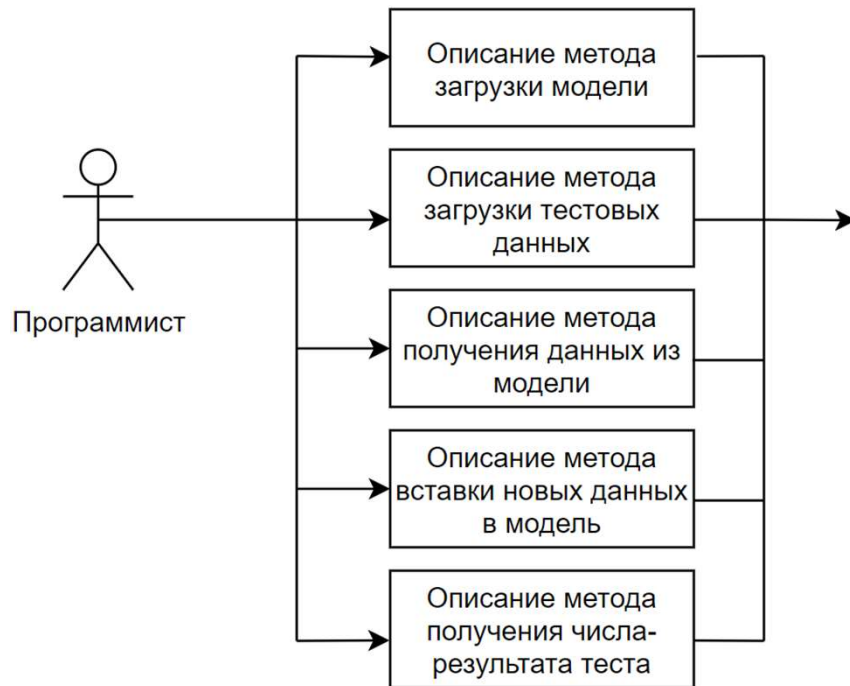 Описание метода
загрузки модели
Описание метода
загрузки тестовых
данных
Программист
Описание метода
получения данных из
модели
Описание метода
вставки новых данных
в модель
Описание метода
получения числа-
результата теста